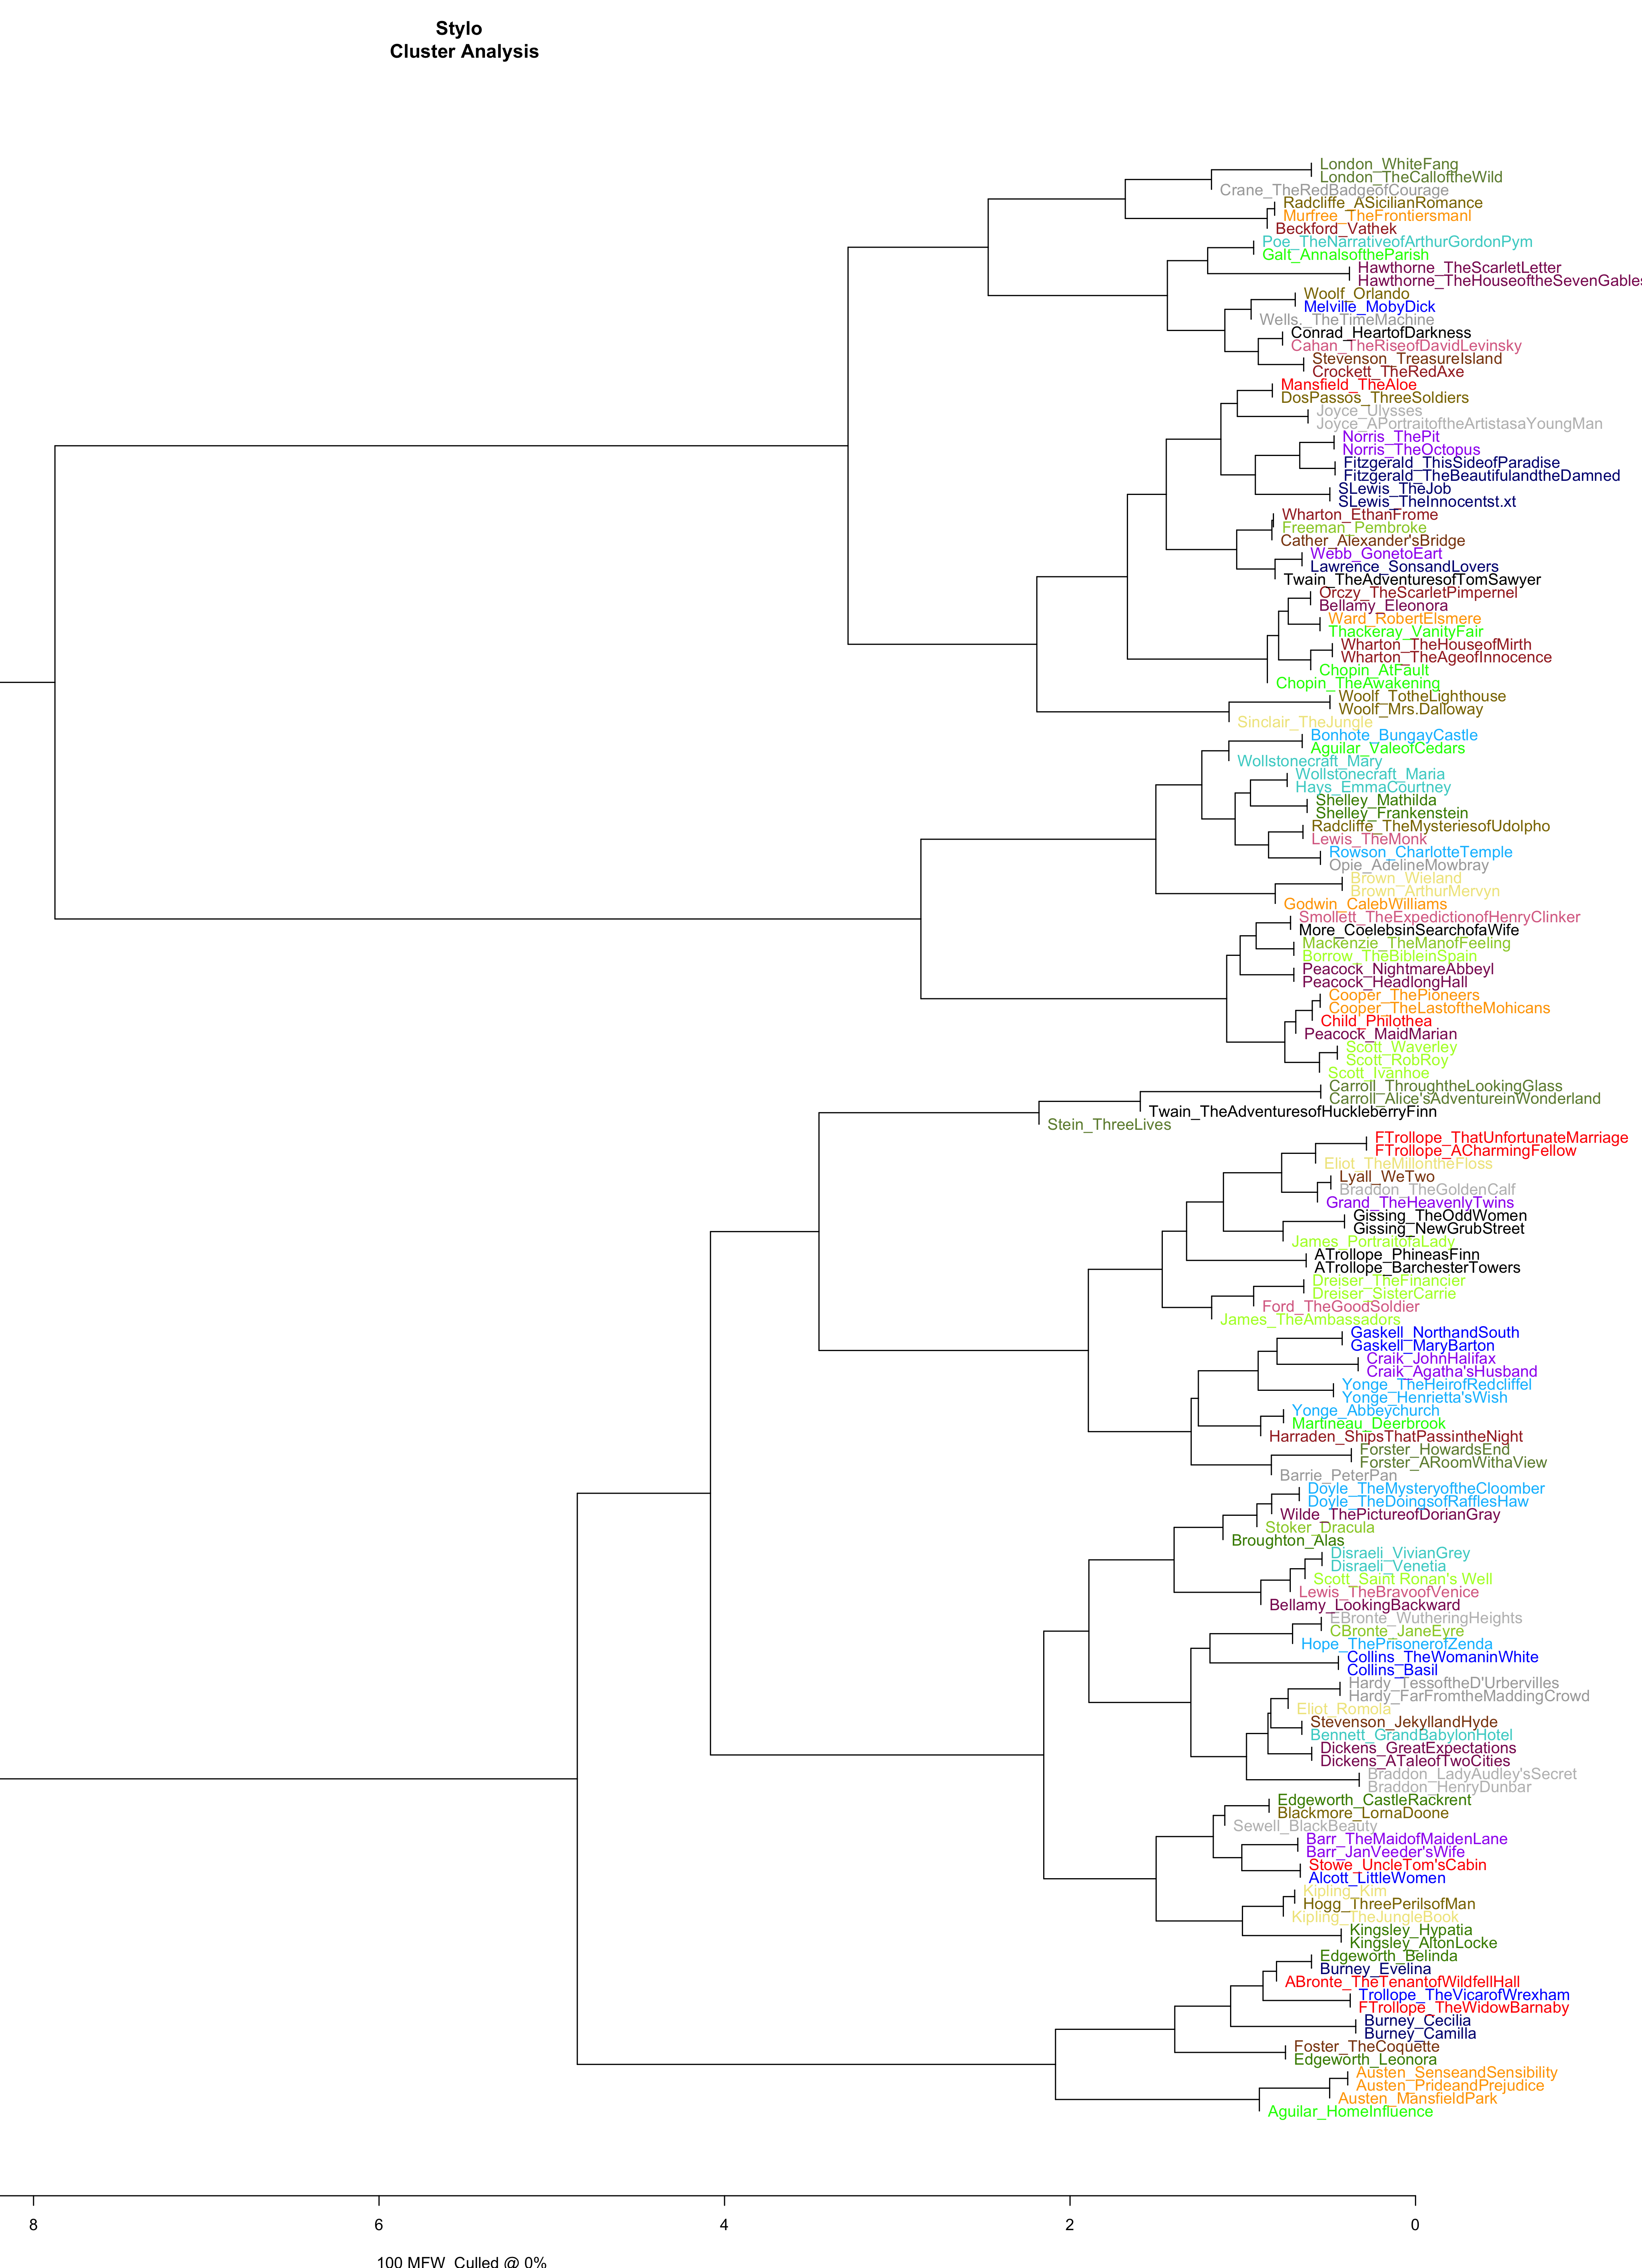 Stylo
Cluster Analysis
London_WhiteFang
London_TheCalloftheWild
Crane_TheRedBadgeofCourage
Radcliffe_ASicilianRomance
Murfree_TheFrontiersmanl
Beckford_Vathek
Poe_TheNarrativeofArthurGordonPym
Galt_AnnalsoftheParish
Hawthorne_TheScarletLetter
Hawthorne_TheHouseoftheSevenGables
Woolf_Orlando
Melville_MobyDick
Wells._TheTimeMachine
Conrad_HeartofDarkness
Cahan_TheRiseofDavidLevinsky
Stevenson_TreasureIsland
Crockett_TheRedAxe
Mansfield_TheAloe
DosPassos_ThreeSoldiers
Joyce_Ulysses
Joyce_APortraitoftheArtistasaYoungMan
Norris_ThePit
Norris_TheOctopus
Fitzgerald_ThisSideofParadise
Fitzgerald_TheBeautifulandtheDamned
SLewis_TheJob
SLewis_TheInnocentst.xt
Wharton_EthanFrome
Freeman_Pembroke
Cather_Alexander'sBridge
Webb_GonetoEart
Lawrence_SonsandLovers
Twain_TheAdventuresofTomSawyer
Orczy_TheScarletPimpernel
Bellamy_Eleonora
Ward_RobertElsmere
Thackeray_VanityFair
Wharton_TheHouseofMirth
Wharton_TheAgeofInnocence
Chopin_AtFault
Chopin_TheAwakening
Woolf_TotheLighthouse
Woolf_Mrs.Dalloway
Sinclair_TheJungle
Bonhote_BungayCastle
Aguilar_ValeofCedars
Wollstonecraft_Mary
Wollstonecraft_Maria
Hays_EmmaCourtney
Shelley_Mathilda
Shelley_Frankenstein
Radcliffe_TheMysteriesofUdolpho
Lewis_TheMonk
Rowson_CharlotteTemple
Opie_AdelineMowbray
Brown_Wieland
Brown_ArthurMervyn
Godwin_CalebWilliams
Smollett_TheExpeditionofHenryClinker
More_CoelebsinSearchofaWife
Mackenzie_TheManofFeeling
Borrow_TheBibleinSpain
Peacock_NightmareAbbeyl
Peacock_HeadlongHall
Cooper_ThePioneers
Cooper_TheLastoftheMohicans
Child_Philothea
Peacock_MaidMarian
Scott_Waverley
Scott_RobRoy
Scott_Ivanhoe
Carroll_ThroughtheLookingGlass
Carroll_Alice'sAdventureinWonderland
Twain_TheAdventuresofHuckleberryFinn
Stein_ThreeLives
FTrollope_ThatUnfortunateMarriage
FTrollope_ACharmingFellow
Eliot_TheMillontheFloss
Lyall_WeTwo
Braddon_TheGoldenCalf
Grand_TheHeavenlyTwins
Gissing_TheOddWomen
Gissing_NewGrubStreet
James_PortraitofaLady
ATrollope_PhineasFinn
ATrollope_BarchesterTowers
Dreiser_TheFinancier
Dreiser_SisterCarrie
Ford_TheGoodSoldier
James_TheAmbassadors
Gaskell_NorthandSouth
Gaskell_MaryBarton
Craik_JohnHalifax
Craik_Agatha'sHusband
Yonge_TheHeirofRedcliffel
Yonge_Henrietta'sWish
Yonge_Abbeychurch
Martineau_Deerbrook
Harraden_ShipsThatPassintheNight
Forster_HowardsEnd
Forster_ARoomWithaView
Barrie_PeterPan
Doyle_TheMysteryoftheCloomber
Doyle_TheDoingsofRafflesHaw
Wilde_ThePictureofDorianGray
Stoker_Dracula
Broughton_Alas
Disraeli_VivianGrey
Disraeli_Venetia
Scott_Saint Ronan's Well
Lewis_TheBravoofVenice
Bellamy_LookingBackward
EBronte_WutheringHeights
CBronte_JaneEyre
Hope_ThePrisonerofZenda
Collins_TheWomaninWhite
Collins_Basil
Hardy_TessoftheD'Urbervilles
Hardy_FarFromtheMaddingCrowd
Eliot_Romola
Stevenson_JekyllandHyde
Bennett_GrandBabylonHotel
Dickens_GreatExpectations
Dickens_ATaleofTwoCities
Braddon_LadyAudley'sSecret
Braddon_HenryDunbar
Edgeworth_CastleRackrent
Blackmore_LornaDoone
Sewell_BlackBeauty
Barr_TheMaidofMaidenLane
Barr_JanVeeder'sWife
Stowe_UncleTom'sCabin
Alcott_LittleWomen
Kipling_Kim
Hogg_ThreePerilsofMan
Kipling_TheJungleBook
Kingsley_Hypatia
Kingsley_AltonLocke
Edgeworth_Belinda
Burney_Evelina
ABronte_TheTenantofWildfellHall
Trollope_TheVicarofWrexham
FTrollope_TheWidowBarnaby
Burney_Cecilia
Burney_Camilla
Foster_TheCoquette
Edgeworth_Leonora
Austen_SenseandSensibility
Austen_PrideandPrejudice
Austen_MansfieldPark
Aguilar_HomeInfluence
8 6 4 2 0
100 MFW Culled @ 0%